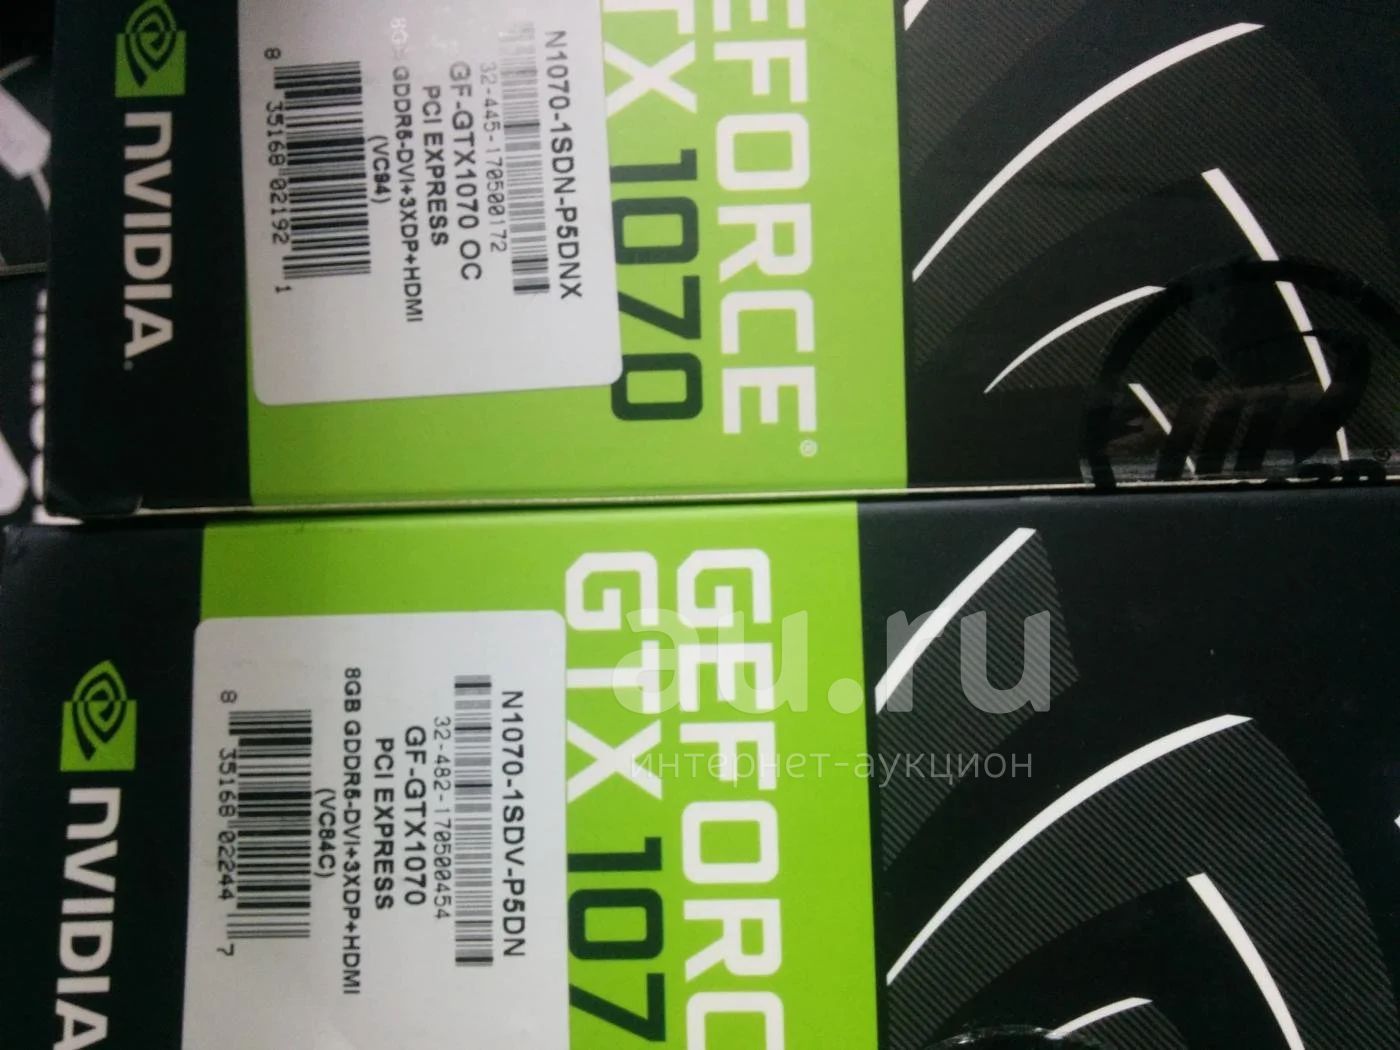 NVIDIA.
EFORCE®
TX 1070
N1070-1SDN-P5DNX
32-445-170500172
GF-GTX1070 OC
PCI EXPRESS
GDDR5-DVI+3XDP+HDMI
(VC94)
8 35168 02192 1
NVIDIA
GEFORC
GTX 107
N1070-1SDV-P5DN
32-482-170500454
GF-GTX1070
PCI EXPRESS
8GB GDDR5-DVI+3XDP+HDMI
(VC84C)
8 35168 02244 7
au.ru
интернет-аукцион